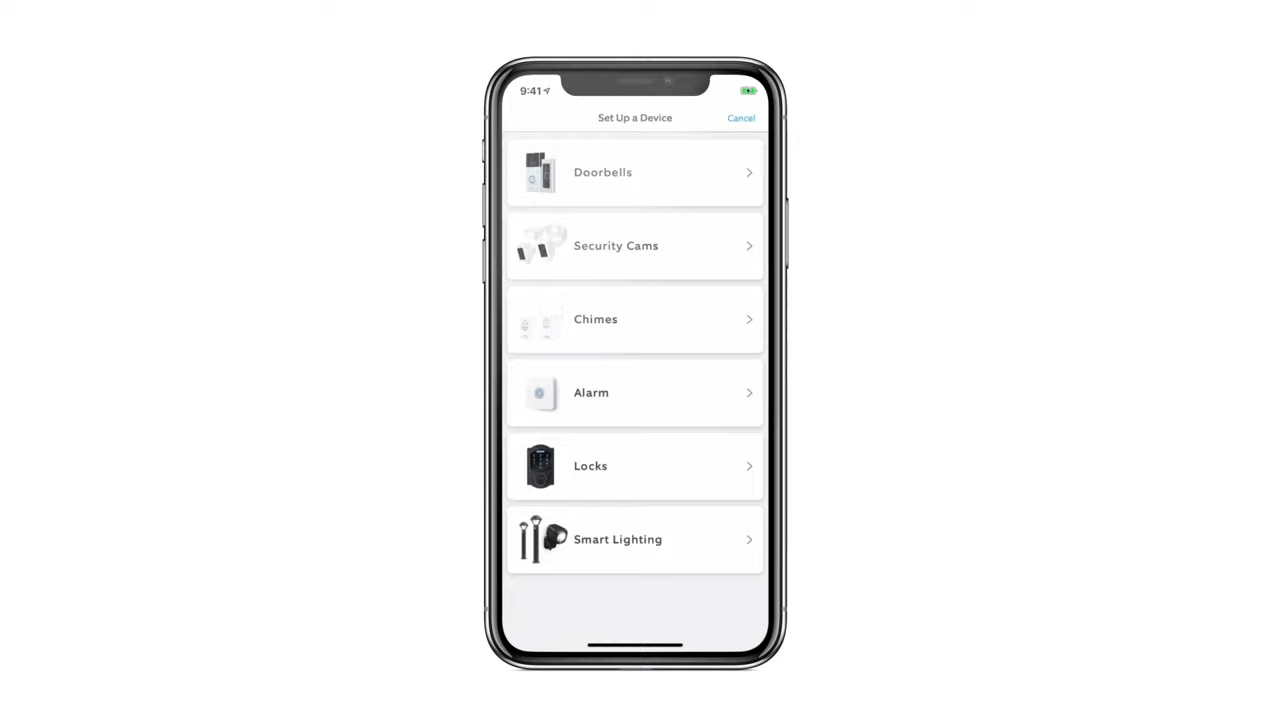 9:41
Set Up a Device
Cancel
Doorbells
Security Cams
Chimes
Alarm
Locks
Smart Lighting